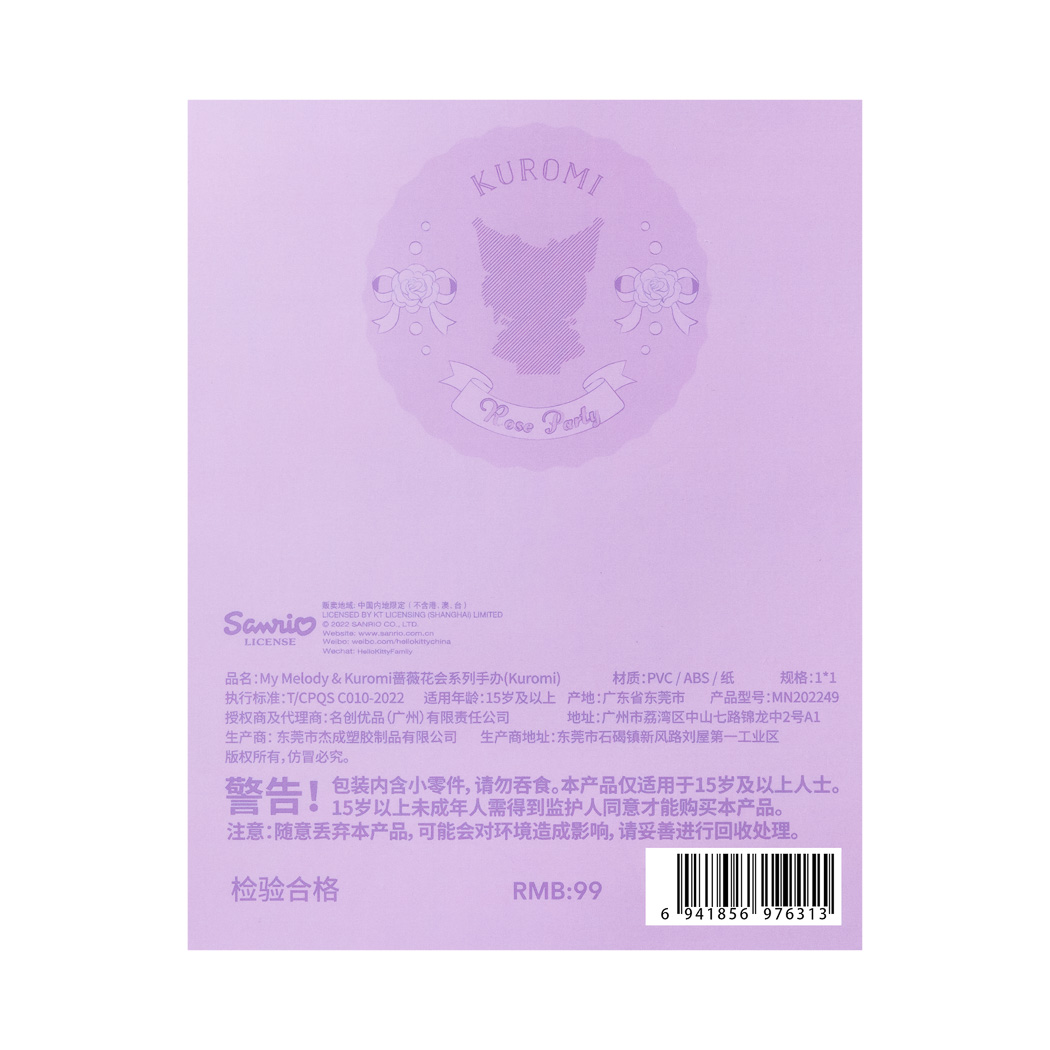 KUROMI
Rose Party
Sanrio
LICENSE
贩卖地域: 中国内地限定 ( 不含港、澳、台 )
LICENSED BY KT LICENSING (SHANGHAI) LIMITED
© 2022 SANRIO CO., LTD.
Website: www.sanrio.com.cn
Weibo: weibo.com/hellokittychina
Wechat: HelloKittyFamily
品名: My Melody & Kuromi蔷薇花会系列手办(Kuromi) 材质: PVC / ABS / 纸 规格: 1*1
执行标准: T/CPQS C010-2022 适用年龄: 15岁及以上 产地: 广东省东莞市 产品型号: MN202249
授权商及代理商: 名创优品(广州)有限责任公司 地址: 广州市荔湾区中山七路锦龙中2号A1
生产商: 东莞市杰成塑胶制品有限公司 生产商地址: 东莞市石碣镇新风路刘屋第一工业区
版权所有, 仿冒必究。
警告! 包装内含小零件, 请勿吞食。本产品仅适用于15岁及以上人士。
15岁以上未成年人需得到监护人同意才能购买本产品。
注意: 随意丢弃本产品, 可能会对环境造成影响, 请妥善进行回收处理。
检验合格 RMB:99
6 941856 976313